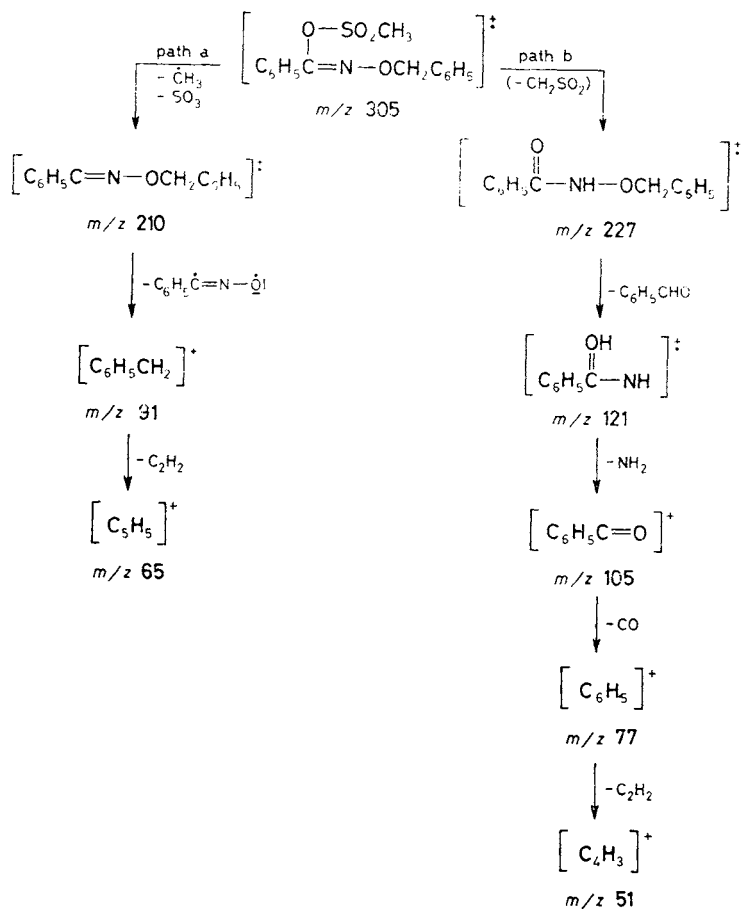 O—SO₂CH₃
path a
[C₆H₅C=N—OCH₂C₆H₅]‡
path b
- ĊH₃
- SO₃
(-CH₂SO₂)
m/z 305
[C₆H₅C=N—OCH₂C₆H₅]‡
m/z 210
O
[C₆H₅C—NH—OCH₂C₆H₅]‡
m/z 227
-C₆H₅Ċ=N—Ȯ|
-C₆H₅CHO
[C₆H₅CH₂]⁺
m/z 91
OH
[C₆H₅C—NH]‡
m/z 121
-C₂H₂
-NH₂
[C₅H₅]⁺
m/z 65
[C₆H₅C=O]⁺
m/z 105
-CO
[C₆H₅]⁺
m/z 77
-C₂H₂
[C₄H₃]⁺
m/z 51